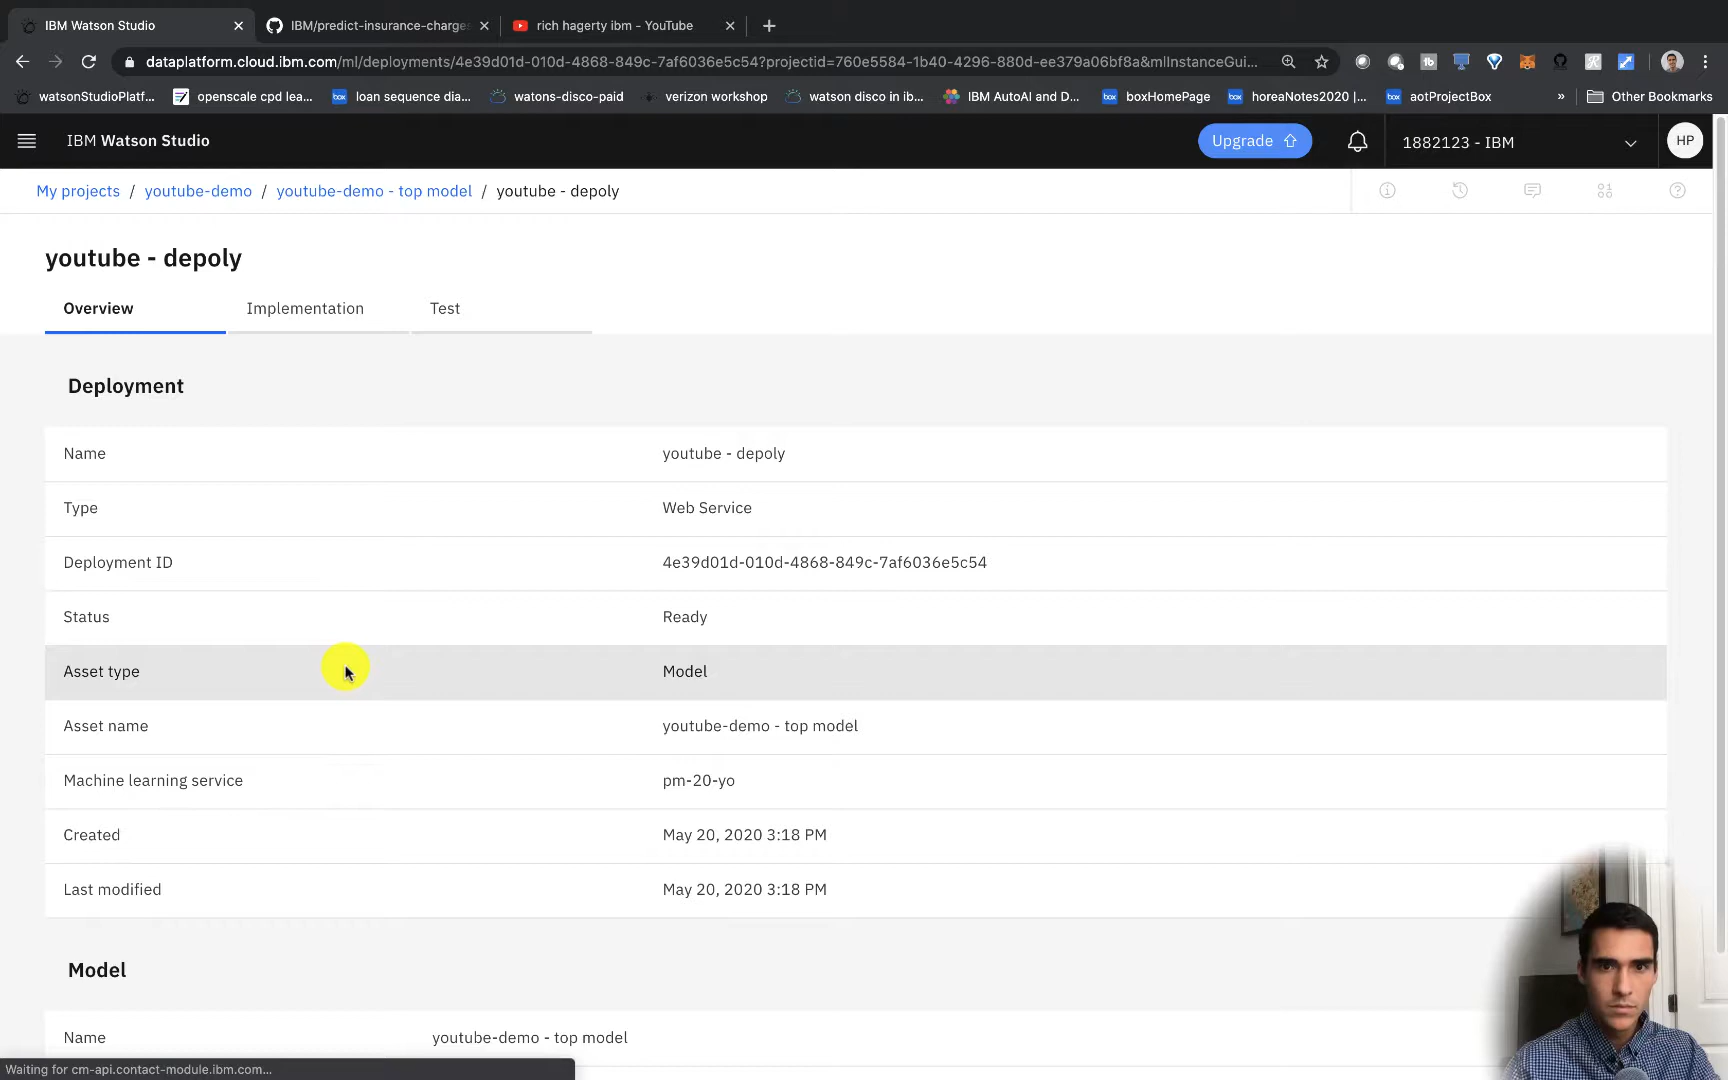 IBM Watson Studio
IBM/predict-insurance-charges
rich hagerty ibm - YouTube
dataplatform.cloud.ibm.com/ml/deployments/4e39d01d-010d-4868-849c-7af6036e5c54?projectid=760e5584-1b40-4296-880d-ee379a06bf8a&mlInstanceGui...
watsonStudioPlatf...
openscale cpd lea...
box
loan sequence dia...
watons-disco-paid
verizon workshop
watson disco in ib...
IBM AutoAI and D...
box
boxHomePage
box
horeaNotes2020 |...
box
aotProjectBox
»
Other Bookmarks
IBM Watson Studio
Upgrade
1882123 - IBM
HP
My projects / youtube-demo / youtube-demo - top model / youtube - depoly
youtube - depoly
Overview
Implementation
Test
Deployment
Name youtube - depoly
Type Web Service
Deployment ID 4e39d01d-010d-4868-849c-7af6036e5c54
Status Ready
Asset type Model
Asset name youtube-demo - top model
Machine learning service pm-20-yo
Created May 20, 2020 3:18 PM
Last modified May 20, 2020 3:18 PM
Model
Name youtube-demo - top model
Waiting for cm-api.contact-module.ibm.com...